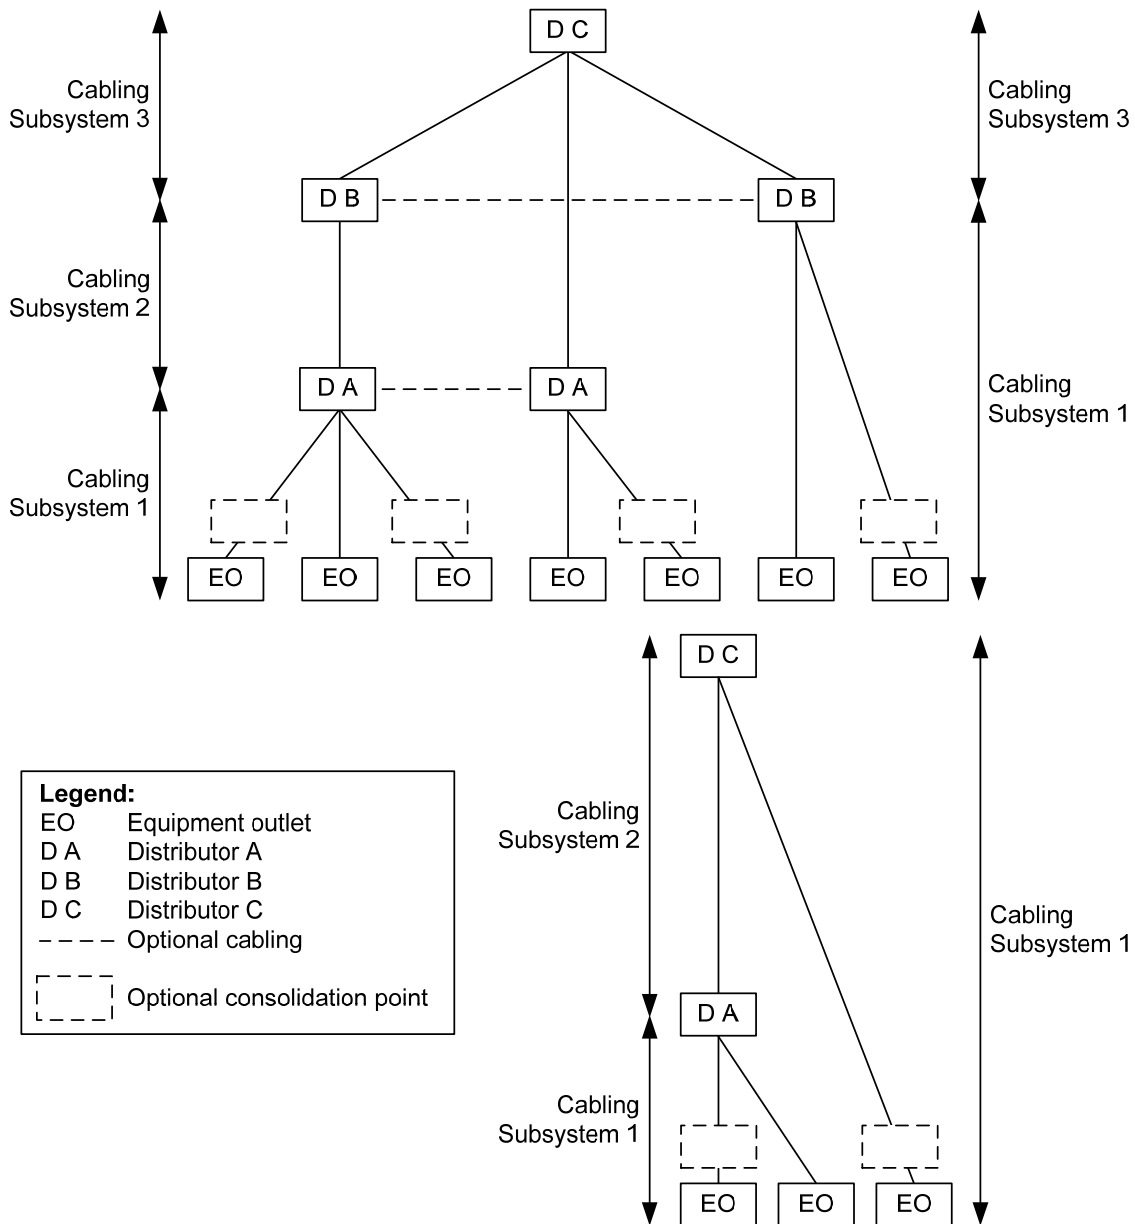 D C
Cabling
Subsystem 3
Cabling
Subsystem 3
D B
D B
Cabling
Subsystem 2
D A
D A
Cabling
Subsystem 1
Cabling
Subsystem 1
EO
EO
EO
EO
EO
EO
EO
D C
Legend:
EO Equipment outlet
D A Distributor A
D B Distributor B
D C Distributor C
Optional cabling
Optional consolidation point
Cabling
Subsystem 2
Cabling
Subsystem 1
D A
Cabling
Subsystem 1
EO
EO
EO